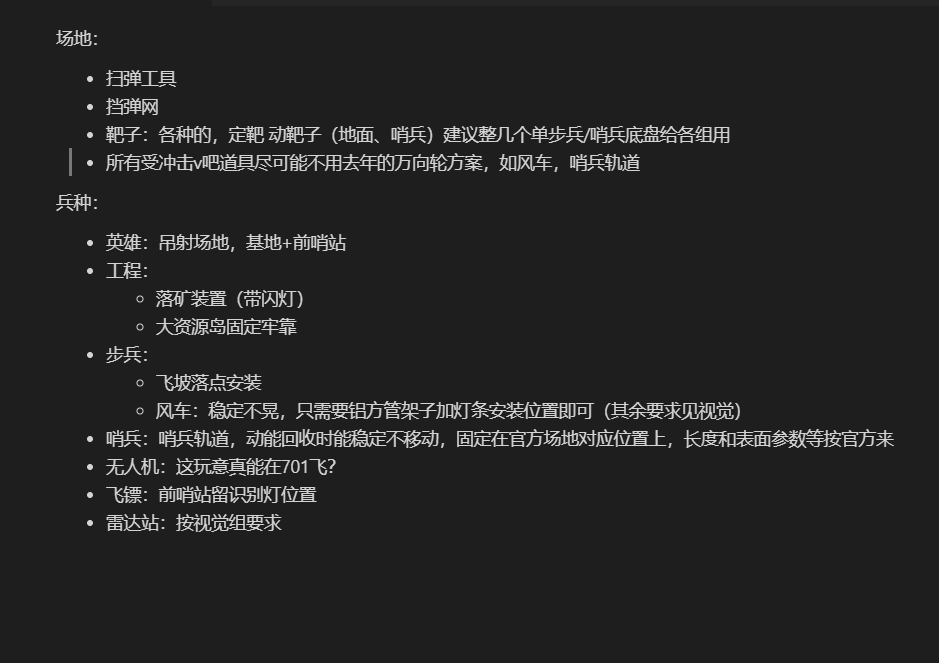 场地：
扫弹工具
挡弹网
靶子：各种的，定靶 动靶子（地面、哨兵）建议整几个单步兵/哨兵底盘给各组用
所有受冲击v吧道具尽可能不用去年的万向轮方案，如风车，哨兵轨道
兵种：
英雄：吊射场地，基地+前哨站
工程：
落矿装置（带闪灯）
大资源岛固定牢靠
步兵：
飞坡落点安装
风车：稳定不晃，只需要铝方管架子加灯条安装位置即可（其余要求见视觉）
哨兵：哨兵轨道，动能回收时能稳定不移动，固定在官方场地对应位置上，长度和表面参数等按官方来
无人机：这玩意真能在701飞？
飞镖：前哨站留识别灯位置
雷达站：按视觉组要求